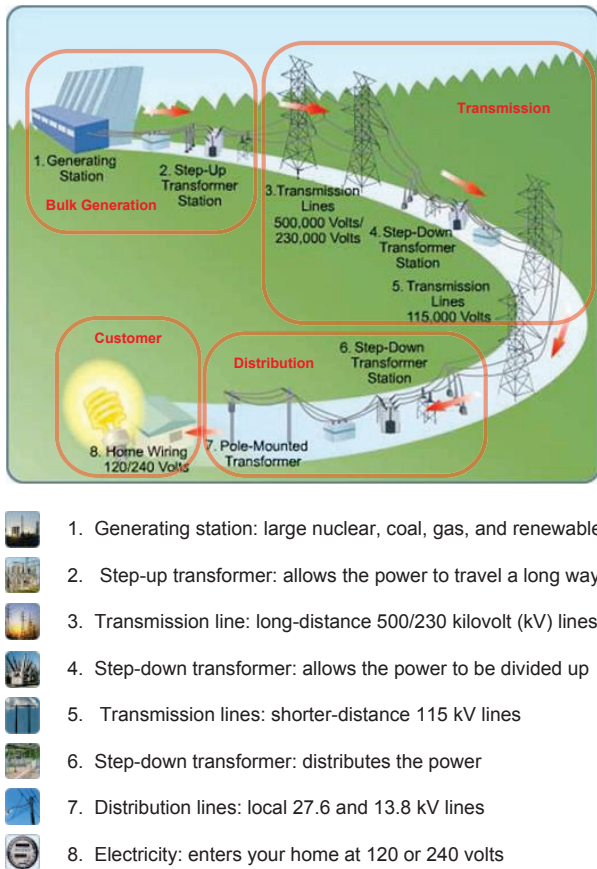 Transmission
1. Generating
Station
2. Step-Up
Transformer
Station
Bulk Generation
3.Transmission
Lines
500,000 Volts/
230,000 Volts
4.Step-Down
Transformer
Station
5. Transmission
Lines
115,000 Volts
Customer
Distribution
6. Step-Down
Transformer
Station
8. Home Wiring
120/240 Volts
7. Pole-Mounted
Transformer
1. Generating station: large nuclear, coal, gas, and renewable
2. Step-up transformer: allows the power to travel a long way
3. Transmission line: long-distance 500/230 kilovolt (kV) lines
4. Step-down transformer: allows the power to be divided up
5. Transmission lines: shorter-distance 115 kV lines
6. Step-down transformer: distributes the power
7. Distribution lines: local 27.6 and 13.8 kV lines
8. Electricity: enters your home at 120 or 240 volts